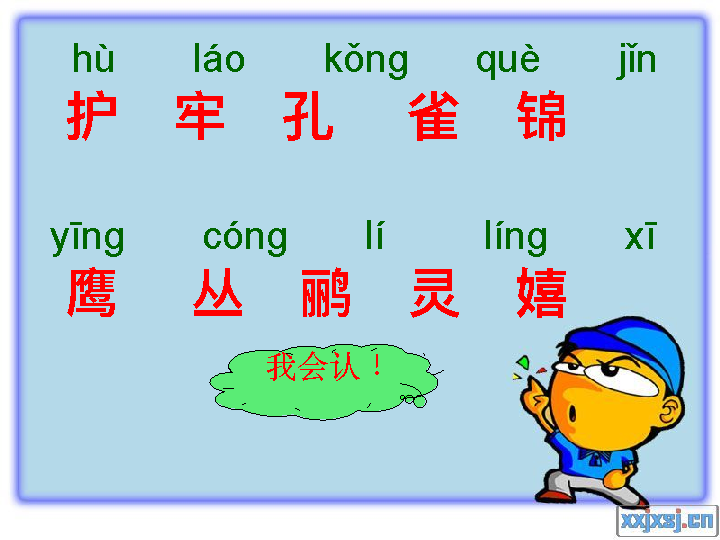 hù láo kǒng què jǐn
护 牢 孔 雀 锦
yīng cóng lí líng xī
鹰 丛 鹂 灵 嬉
我会认！
xxjxsj.cn